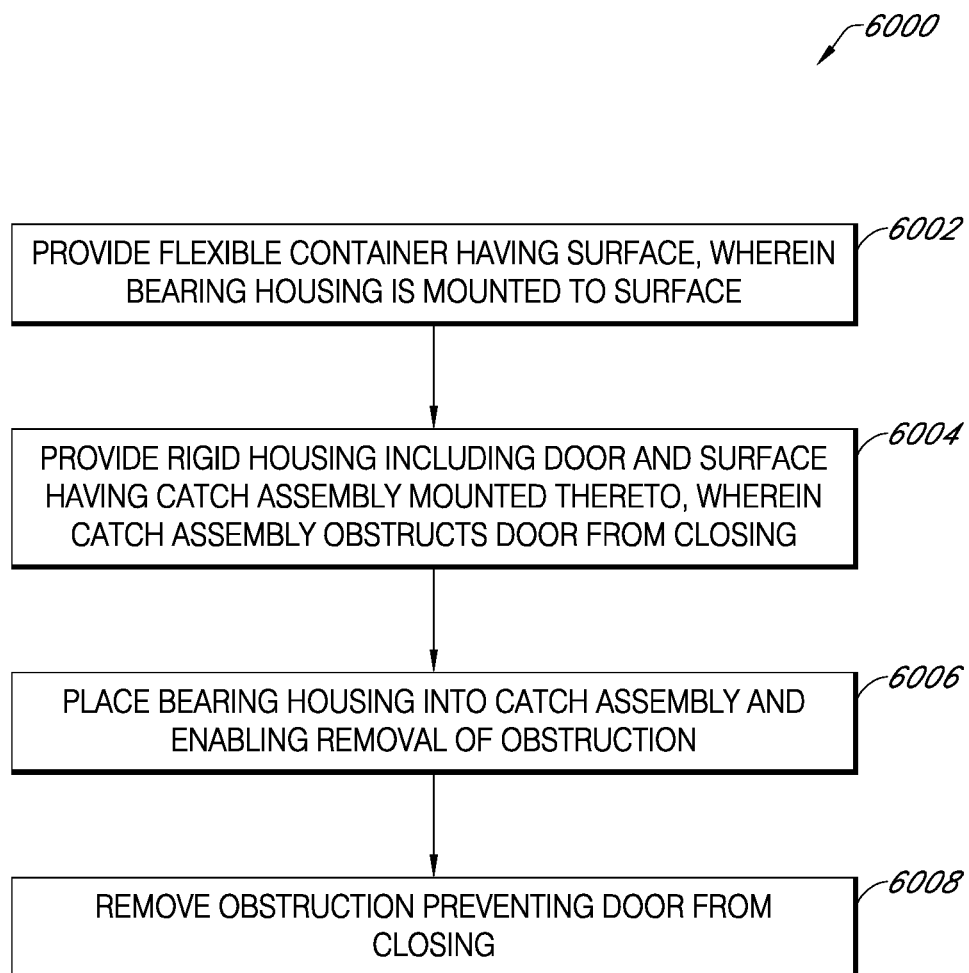 6000
6002
PROVIDE FLEXIBLE CONTAINER HAVING SURFACE, WHEREIN
BEARING HOUSING IS MOUNTED TO SURFACE
6004
PROVIDE RIGID HOUSING INCLUDING DOOR AND SURFACE
HAVING CATCH ASSEMBLY MOUNTED THERETO, WHEREIN
CATCH ASSEMBLY OBSTRUCTS DOOR FROM CLOSING
6006
PLACE BEARING HOUSING INTO CATCH ASSEMBLY AND
ENABLING REMOVAL OF OBSTRUCTION
6008
REMOVE OBSTRUCTION PREVENTING DOOR FROM
CLOSING